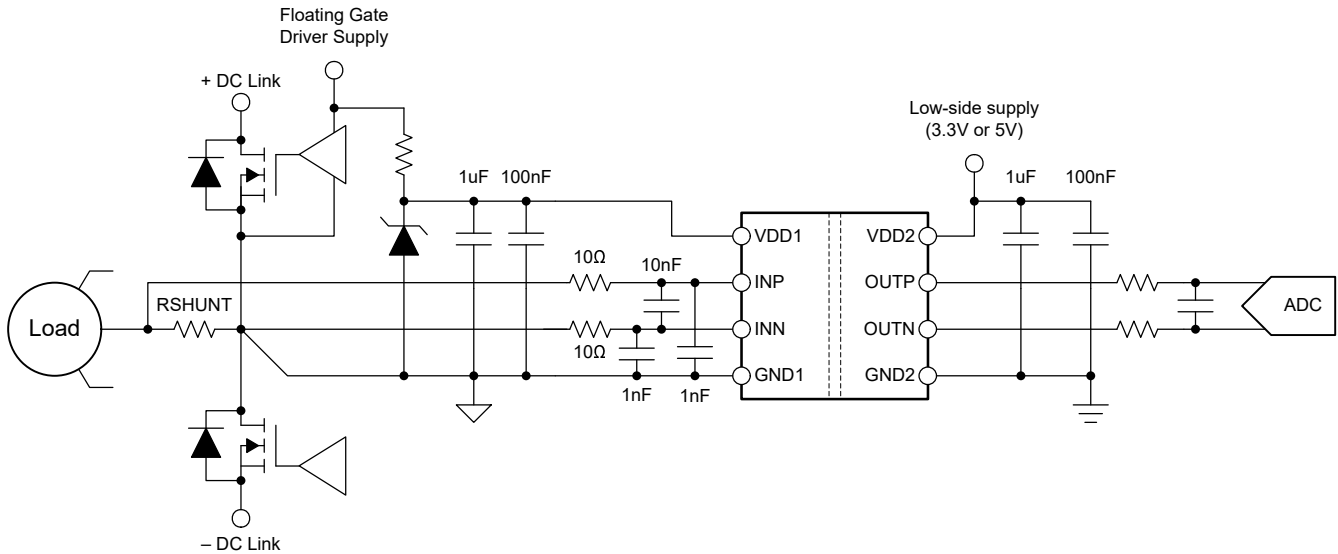 Floating Gate
Driver Supply
+ DC Link
Low-side supply
(3.3V or 5V)
1uF
100nF
1uF
100nF
VDD1
VDD2
10Ω
10nF
INP
OUTP
RSHUNT
Load
ADC
INN
OUTN
10Ω
GND1
GND2
1nF
1nF
– DC Link